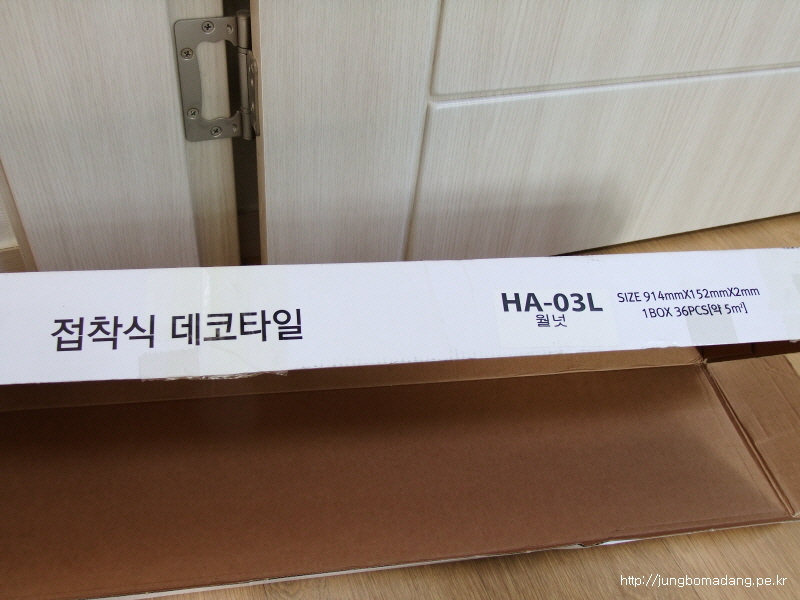 접착식 데코타일
HA-03L
월넛
SIZE 914mmX152mmX2mm
1BOX 36PCS[약 5㎡]
http://jungbomadang.pe.kr